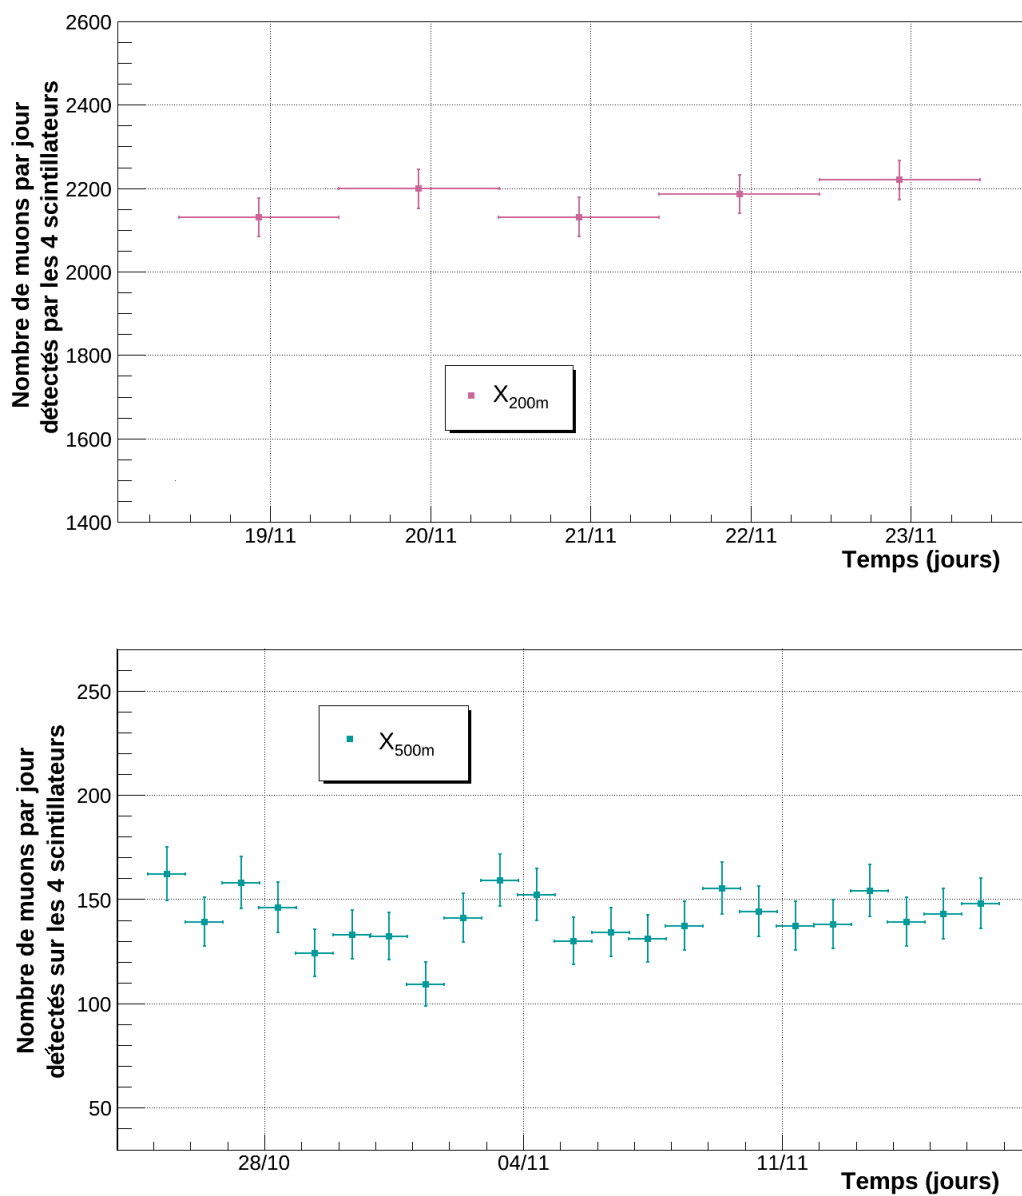 Nombre de muons par jour
détectés par les 4 scintillateurs
2600
2400
2200
2000
1800
1600
1400
X200m
19/11 20/11 21/11 22/11 23/11
Temps (jours)
Nombre de muons par jour
détectés sur les 4 scintillateurs
250
200
150
100
50
X500m
28/10 04/11 11/11
Temps (jours)